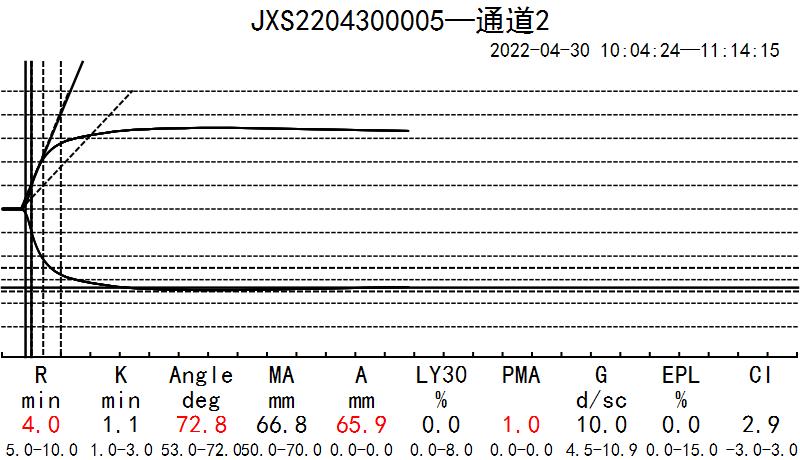 JXS2204300005—通道2
2022-04-30 10:04:24—11:14:15
R K Angle MA A LY30 PMA G EPL CI
min min deg mm mm % d/sc %
4.0 1.1 72.8 66.8 65.9 0.0 1.0 10.0 0.0 2.9
5.0-10.0 1.0-3.0 53.0-72.0 50.0-70.0 0.0-0.0 0.0-8.0 0.0-0.0 4.5-10.9 0.0-15.0 -3.0-3.0